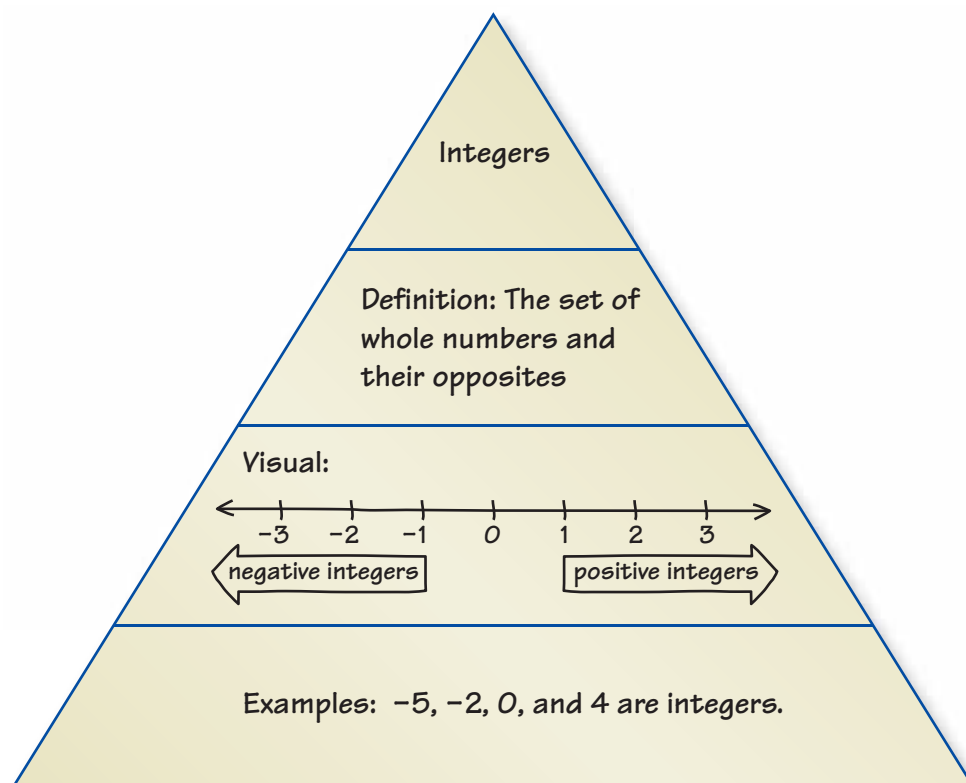 Integers
Definition: The set of
whole numbers and
their opposites
Visual:
−3 −2 −1 0 1 2 3
negative integers positive integers
Examples: −5, −2, 0, and 4 are integers.